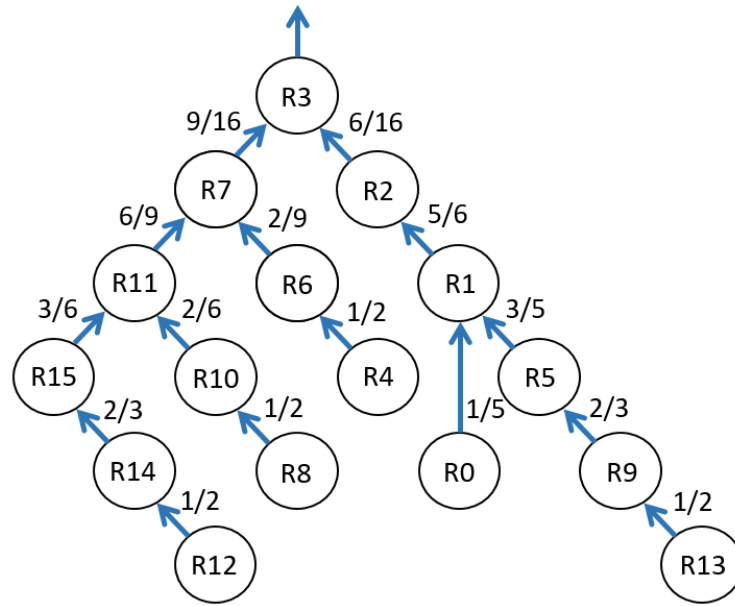 R3
9/16 6/16
R7 R2
6/9 2/9 5/6
R11 R6 R1
3/6 2/6 1/2 3/5
R15 R10 R4 R5
2/3 1/2 1/5 2/3
R14 R8 R0 R9
1/2 1/2
R12 R13